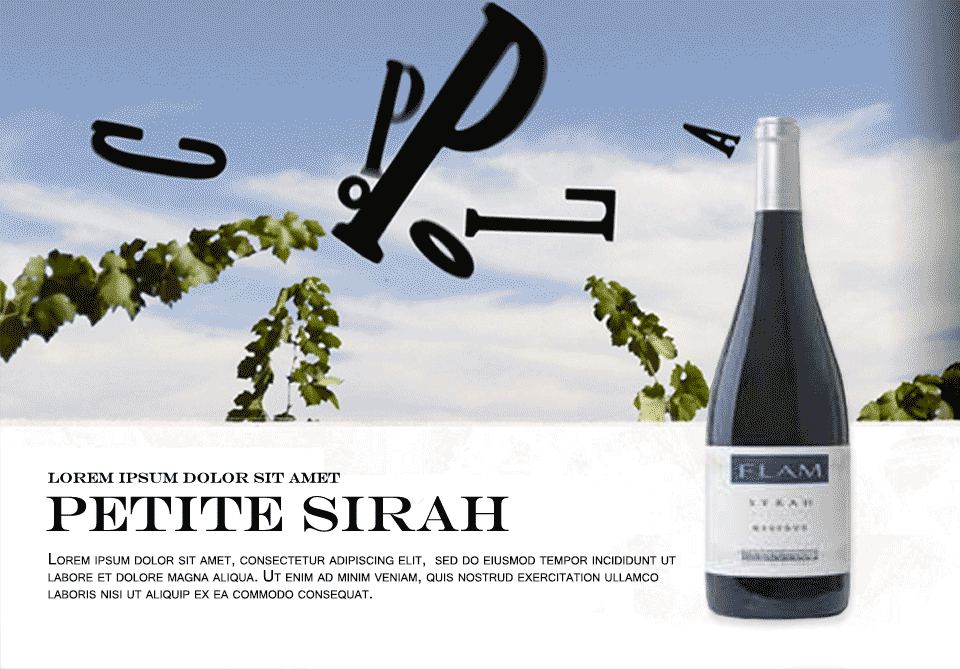 C
P
P
o
O
L
A
FLAM
SYRAH
RESERVE
LOREM IPSUM DOLOR SIT AMET
PETITE SIRAH
LOREM IPSUM DOLOR SIT AMET, CONSECTETUR ADIPISCING ELIT, SED DO EIUSMOD TEMPOR INCIDIDUNT UT
LABORE ET DOLORE MAGNA ALIQUA. UT ENIM AD MINIM VENIAM, QUIS NOSTRUD EXERCITATION ULLAMCO
LABORIS NISI UT ALIQUIP EX EA COMMODO CONSEQUAT.